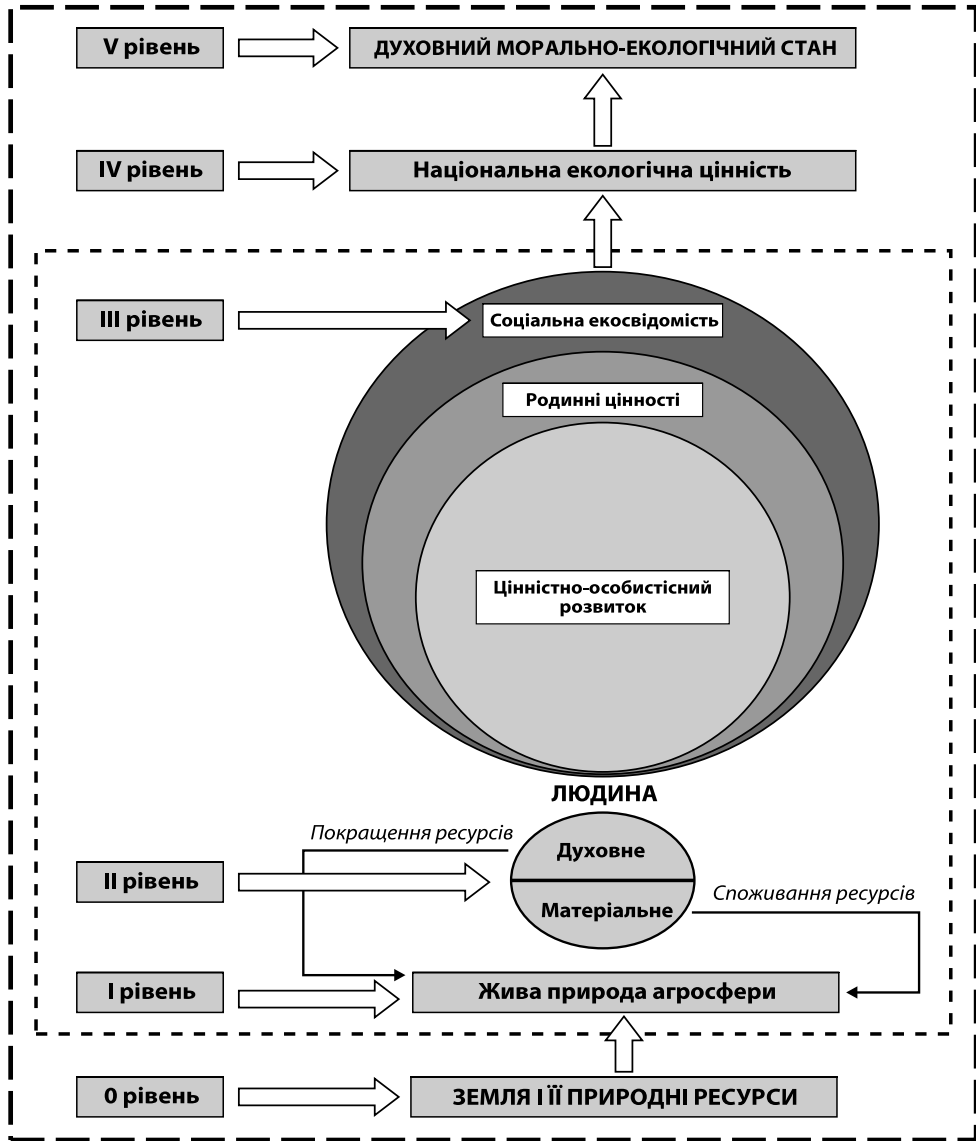 V рівень
ДУХОВНИЙ МОРАЛЬНО-ЕКОЛОГІЧНИЙ СТАН
IV рівень
Національна екологічна цінність
III рівень
Соціальна екосвідомість
Родинні цінності
Ціннісtно-особистісний
розвиток
ЛЮДИНА
Покращення ресурсів
Духовне
II рівень
Матеріальне
Споживання ресурсів
I рівень
Жива природа агросфери
0 рівень
ЗЕМЛЯ І ЇЇ ПРИРОДНІ РЕСУРСИ